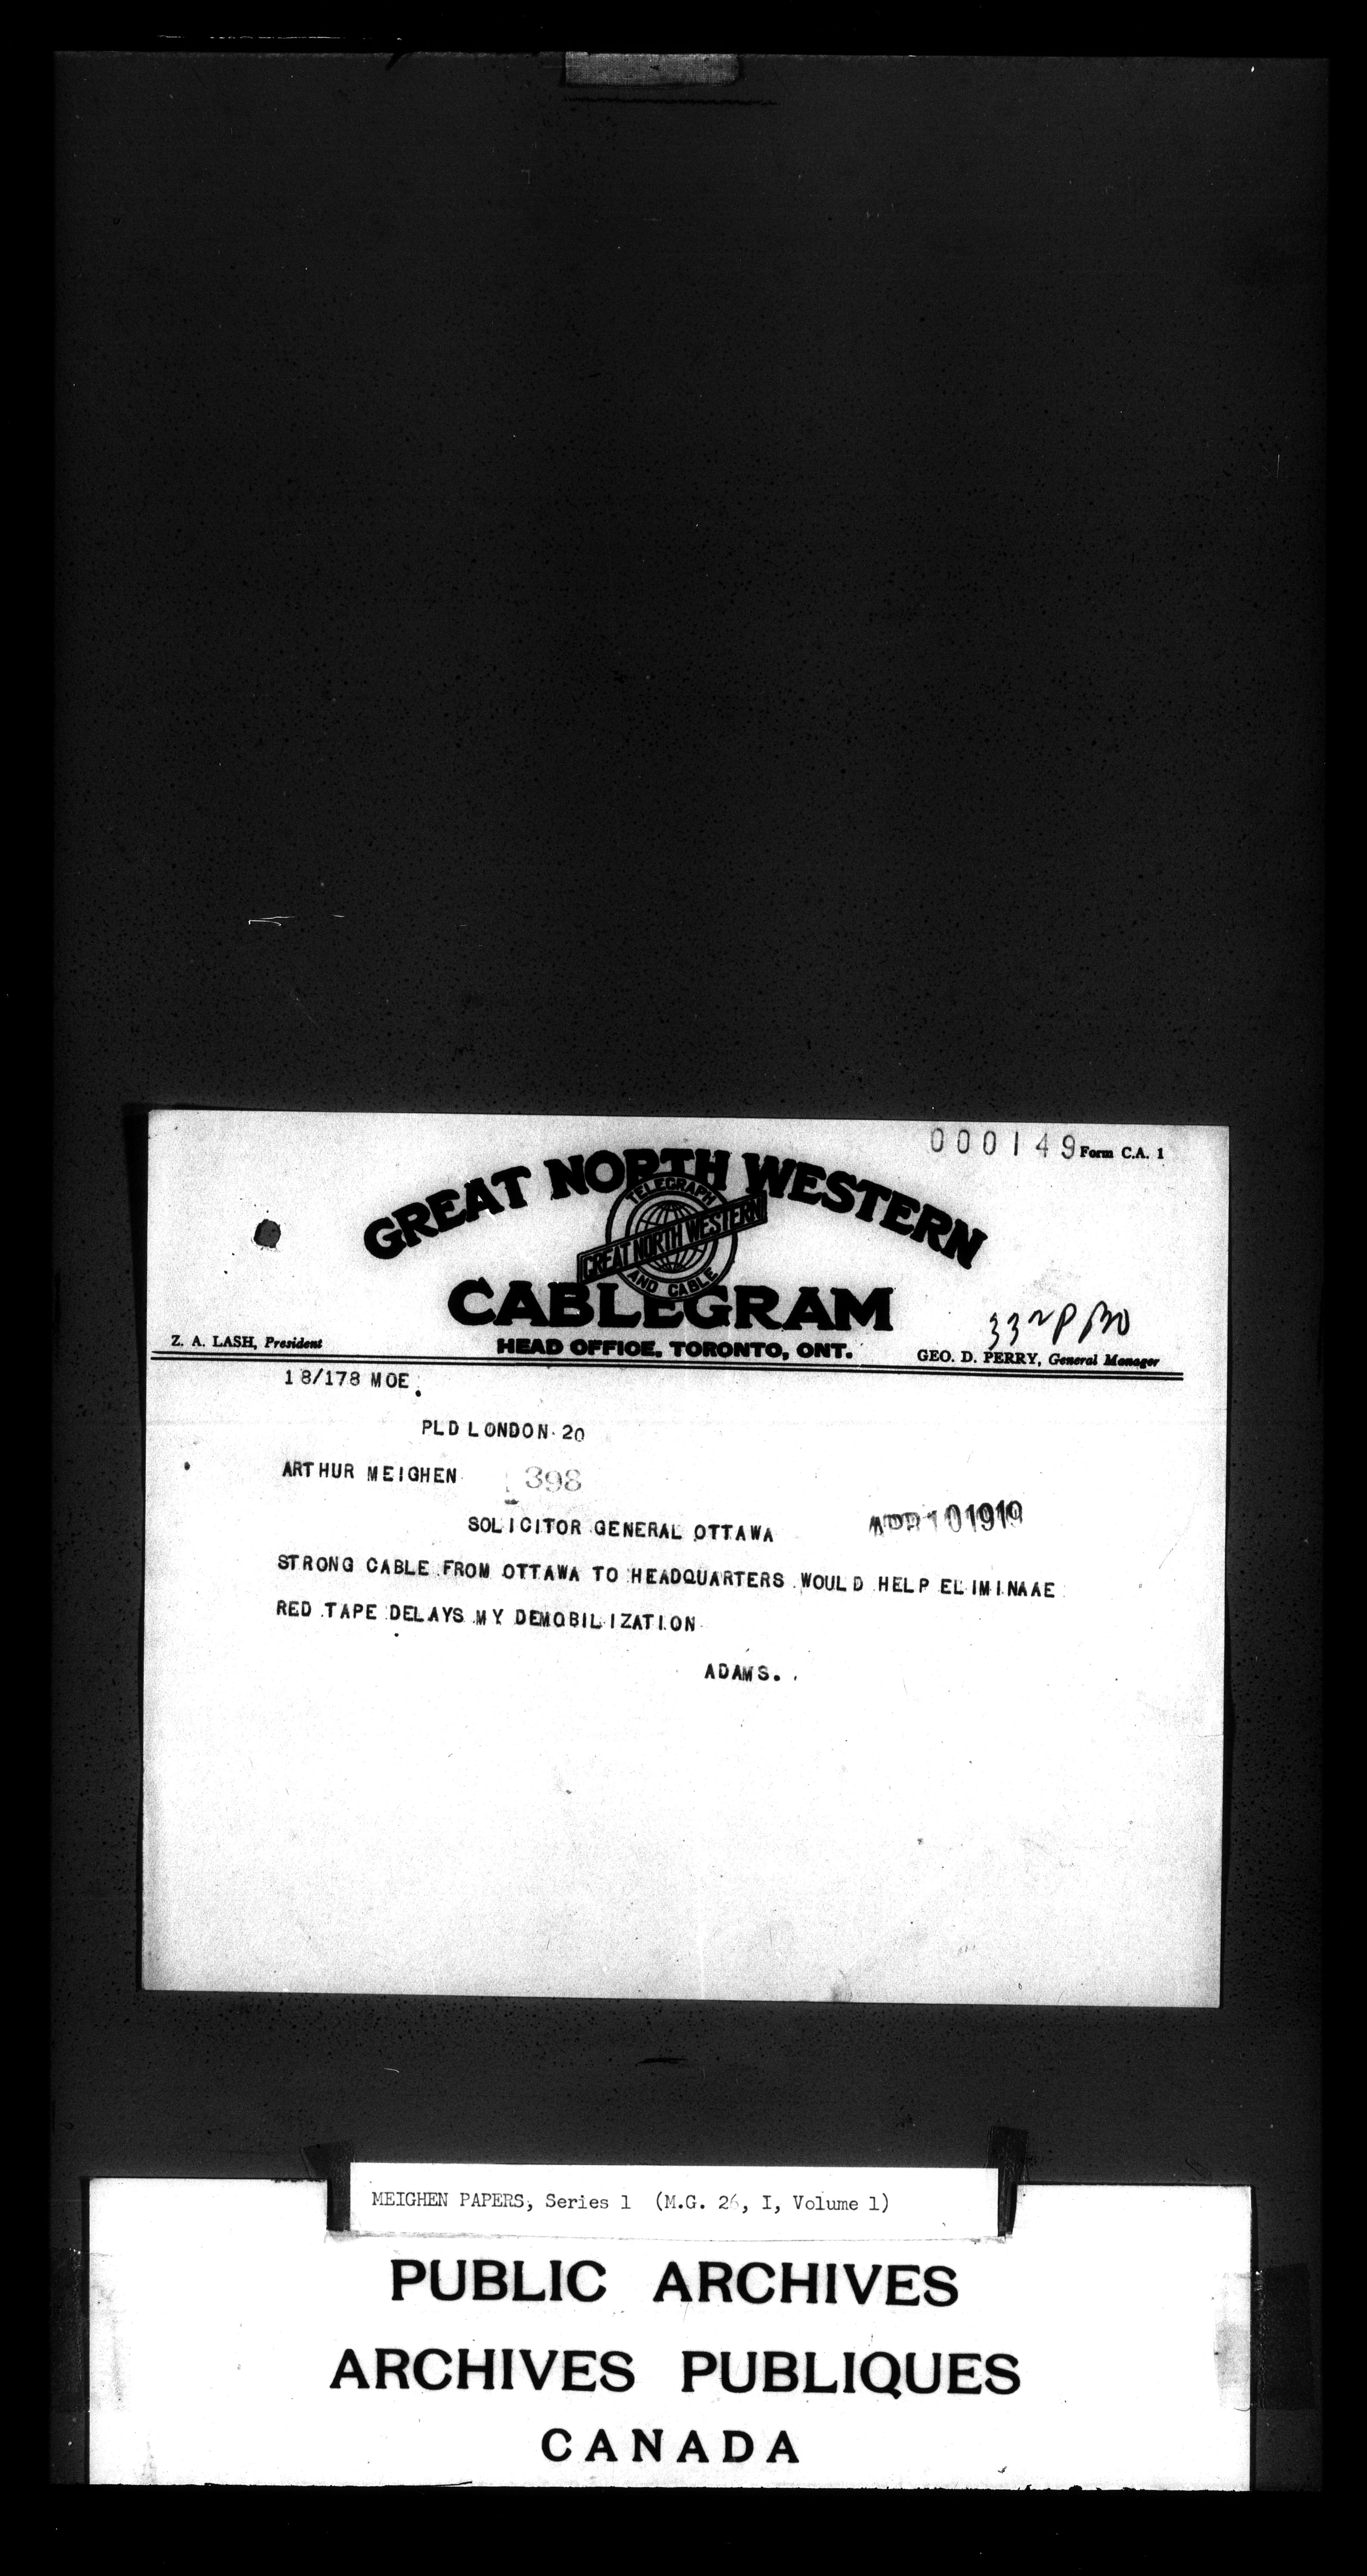 000149 Form C.A. 1
GREAT NORTH WESTERN
TELEGRAPH
GREAT NORTH WESTERN
AND CABLE
CABLEGRAM
Z. A. LASH, President
HEAD OFFICE, TORONTO, ONT.
GEO. D. PERRY, General Manager
18/178 MOE.
PLD LONDON 20
ARTHUR MEIGHEN 398
SOLICITOR GENERAL OTTAWA
APR 10 1919
STRONG CABLE FROM OTTAWA TO HEADQUARTERS WOULD HELP ELIMINAAE
RED TAPE DELAYS MY DEMOBILIZATION
ADAMS.
MEIGHEN PAPERS, Series 1 (M.G. 26, I, Volume 1)
PUBLIC ARCHIVES
ARCHIVES PUBLIQUES
CANADA